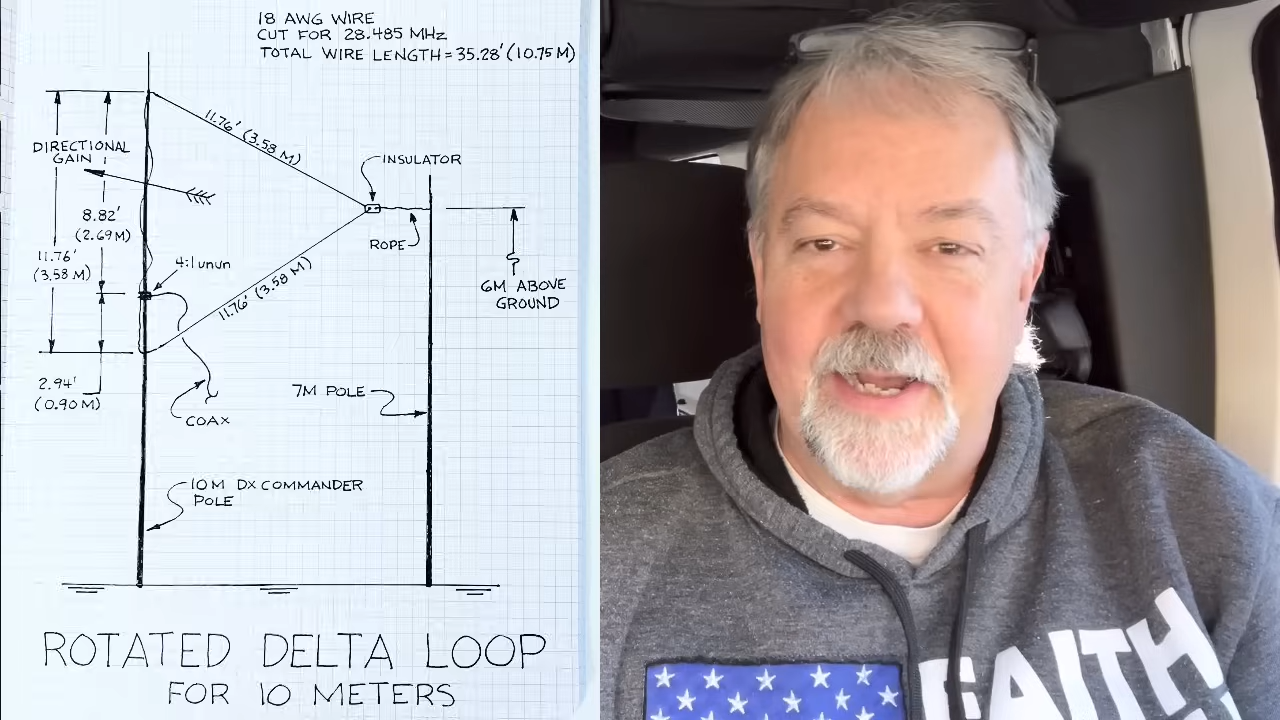 18 AWG WIRE
CUT FOR 28.485 MHz
TOTAL WIRE LENGTH = 35.28' (10.75 M)
11.76' (3.58 M)
DIRECTIONAL
GAIN
INSULATOR
8.82'
(2.69 M)
ROPE
11.76'
(3.58 M)
4:1 unun
11.76' (3.58 M)
6M ABOVE
GROUND
2.94'
(0.90 M)
7M POLE
COAX
10 M DX COMMANDER
POLE
ROTATED DELTA LOOP
FOR 10 METERS
FAITH